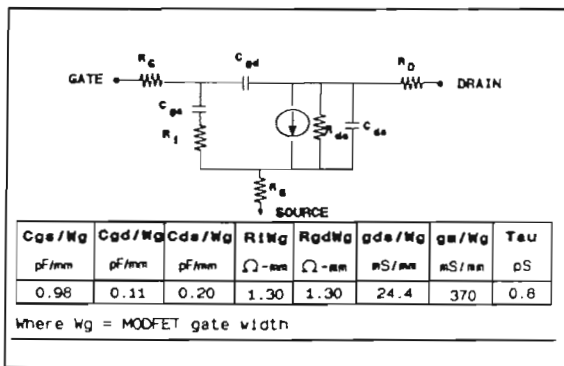 R_G
C_gd
R_D
GATE
DRAIN
C_gs
R_i
R_ds
C_ds
R_S
SOURCE
Cgs/Wg Cgd/Wg Cds/Wg RiWg RgdWg gds/Wg gm/Wg Tau
pF/mm pF/mm pF/mm Ω-mm Ω-mm mS/mm mS/mm pS
0.98 0.11 0.20 1.30 1.30 24.4 370 0.8
Where Wg = MODFET gate width